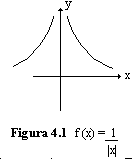 y
x
Figura 4.1 f (x) = 1
|x|